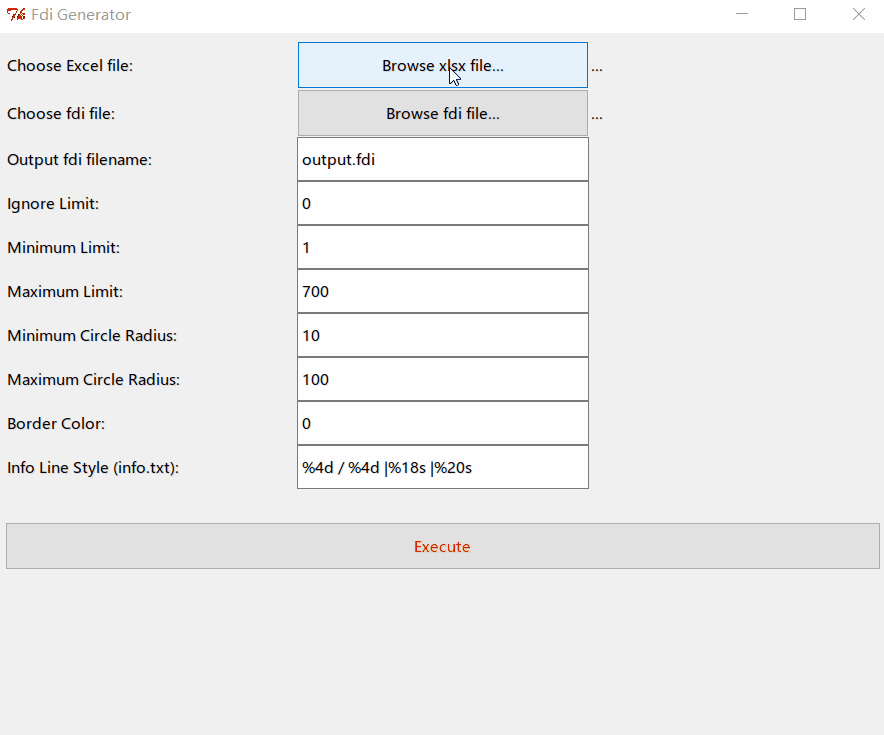 Fdi Generator
Choose Excel file: Browse xlsx file... ...
Choose fdi file: Browse fdi file... ...
Output fdi filename: output.fdi
Ignore Limit: 0
Minimum Limit: 1
Maximum Limit: 700
Minimum Circle Radius: 10
Maximum Circle Radius: 100
Border Color: 0
Info Line Style (info.txt): %4d / %4d |%18s |%20s
Execute